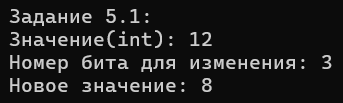 Задание 5.1:
Значение(int): 12
Номер бита для изменения: 3
Новое значение: 8